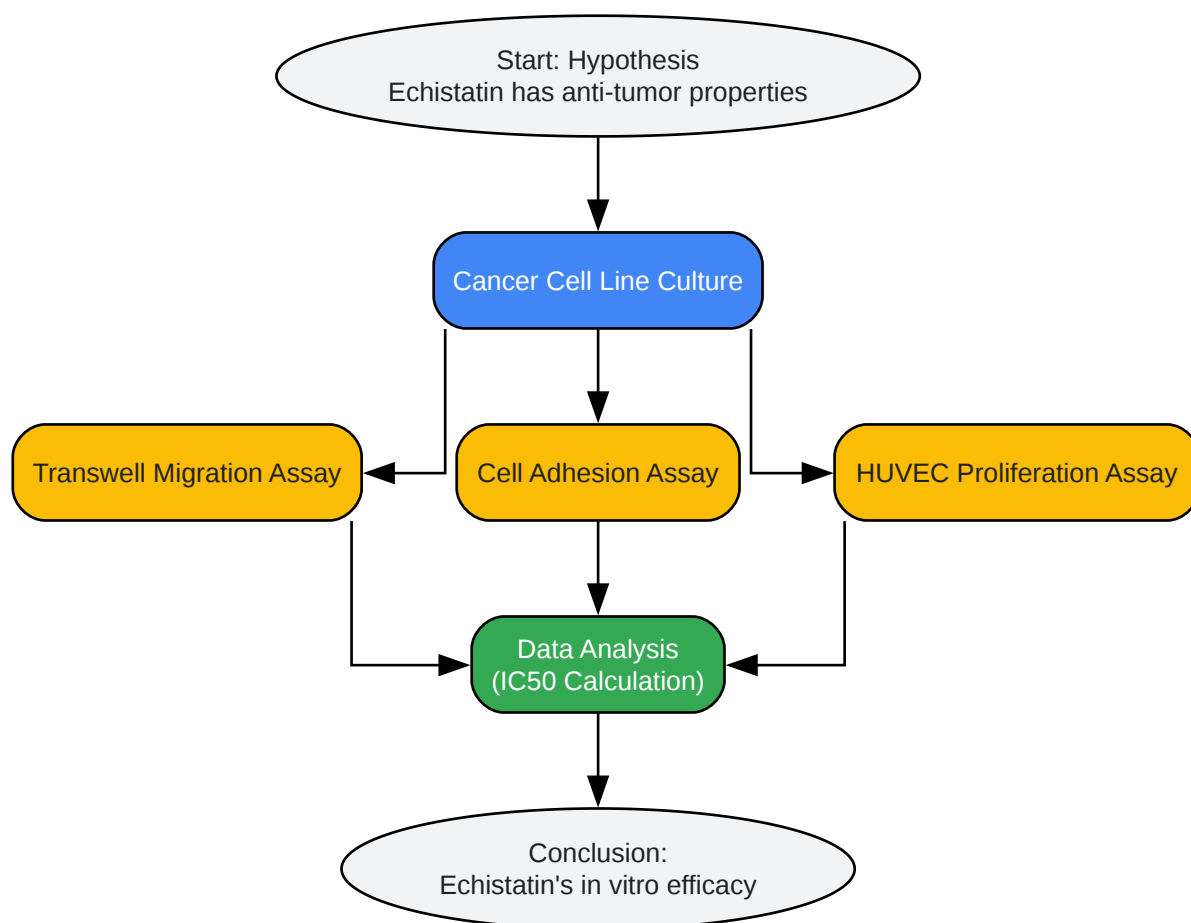 Start: Hypothesis
Echistatin has anti-tumor properties
Cancer Cell Line Culture
Transwell Migration Assay
Cell Adhesion Assay
HUVEC Proliferation Assay
Data Analysis
(IC50 Calculation)
Conclusion:
Echistatin's in vitro efficacy